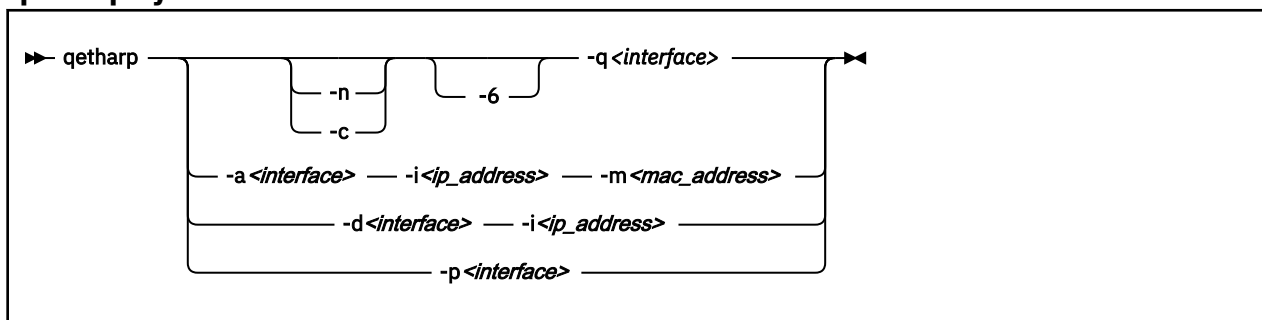 qetharp -q<interface>
-n
-6
-c
-a<interface> -i<ip_address> -m<mac_address>
-d<interface> -i<ip_address>
-p<interface>